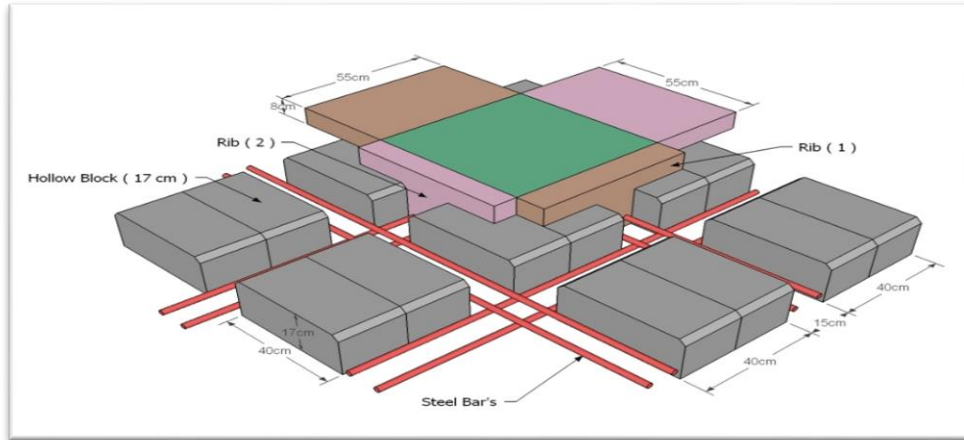 55cm
55cm
8cm
Rib ( 2 )
Rib ( 1 )
Hollow Block ( 17 cm )
17cm
40cm
40cm
15cm
40cm
Steel Bar's